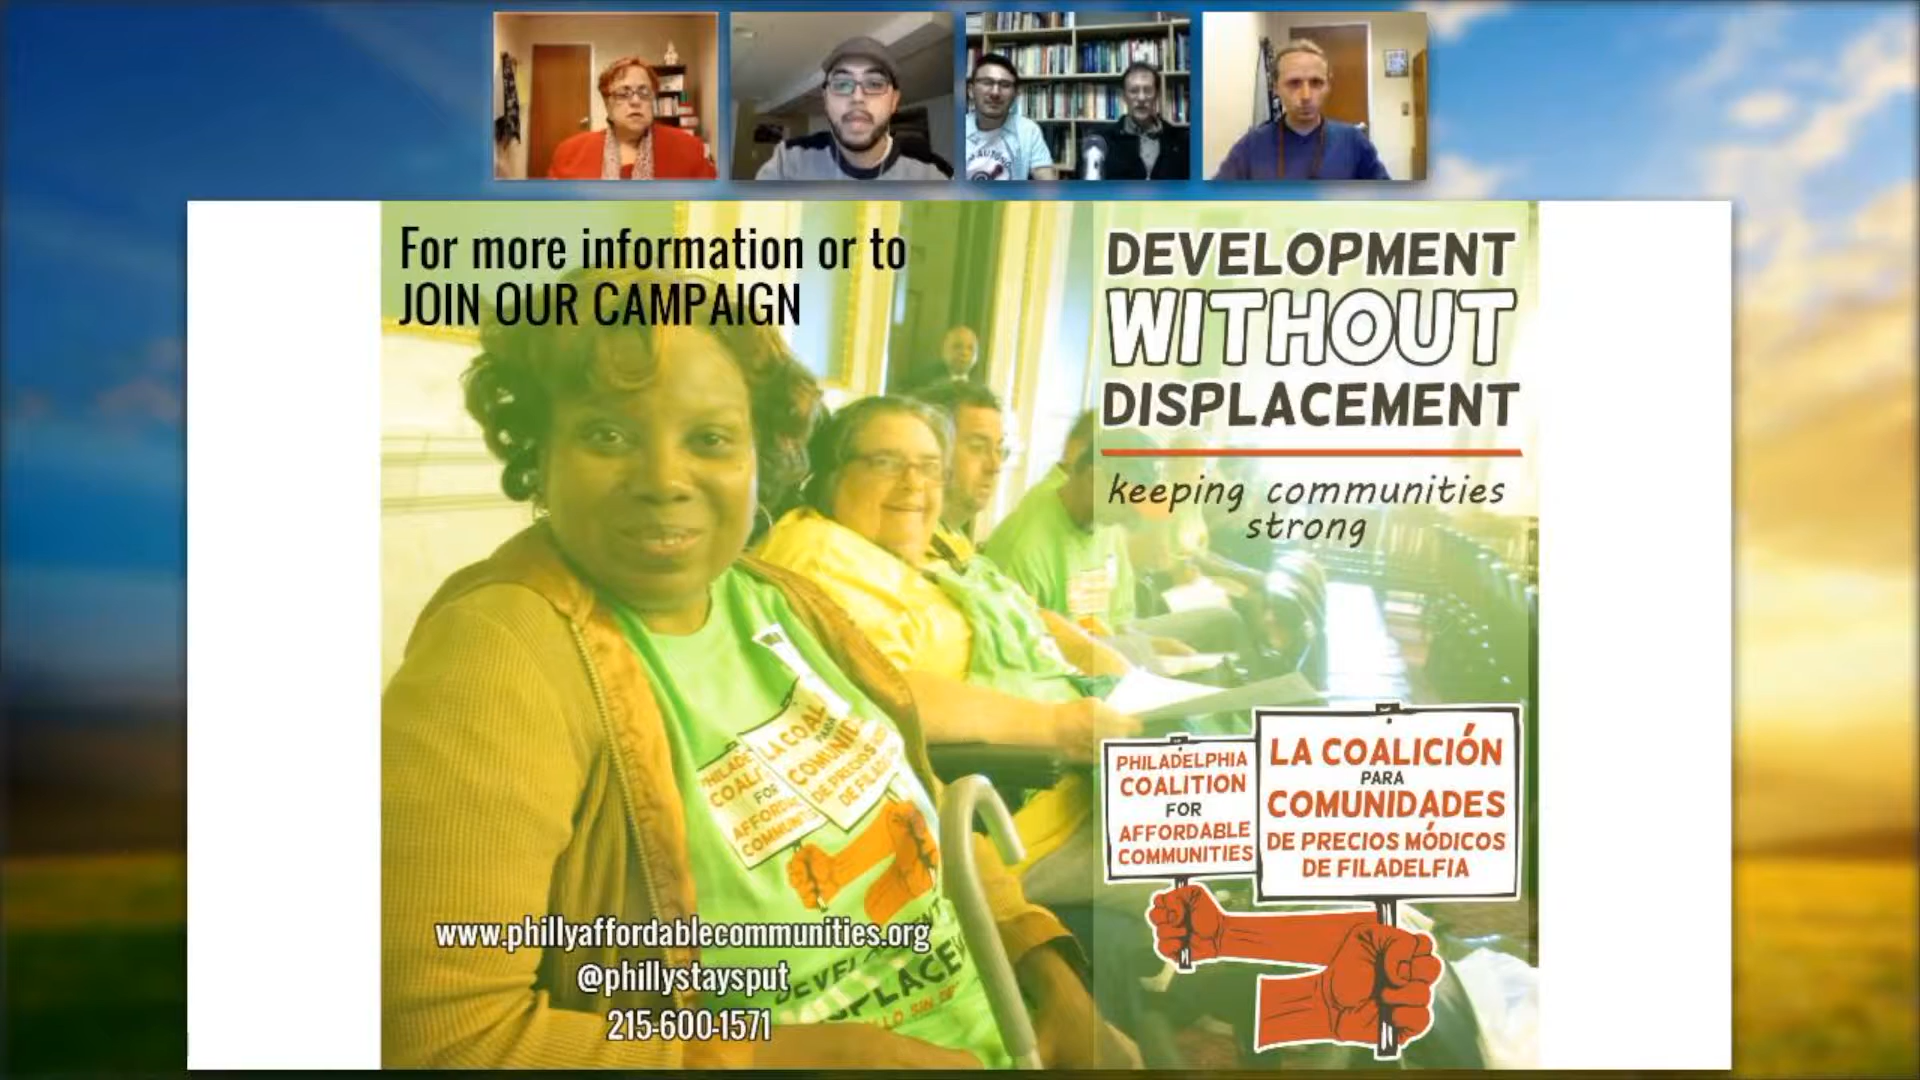 For more information or to
JOIN OUR CAMPAIGN
DEVELOPMENT
WITHOUT
DISPLACEMENT
keeping communities
strong
PHILADELPHIA
COALITION
FOR
AFFORDABLE
COMMUNITIES
LA COALICIÓN
PARA
COMUNIDADES
DE PRECIOS MÓDICOS
DE FILADELFIA
www.phillyaffordablecommunities.org
@phillystaysput
215-600-1571